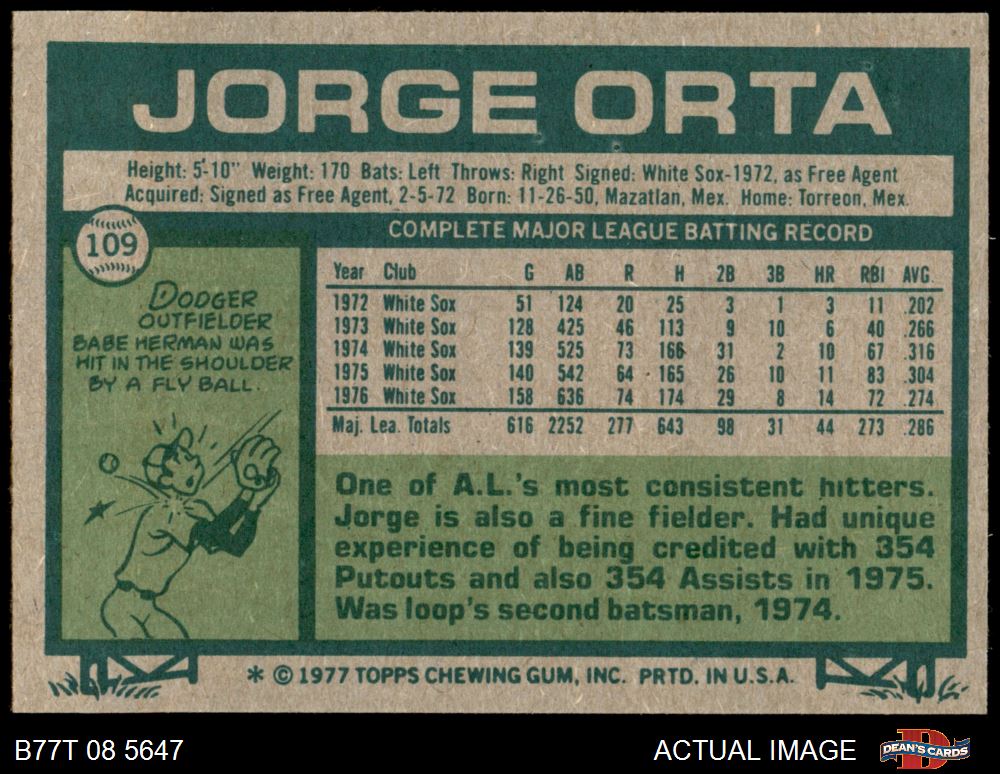 JORGE ORTA
Height: 5'-10" Weight: 170 Bats: Left Throws: Right Signed: White Sox-1972, as Free Agent
Acquired: Signed as Free Agent, 2-5-72 Born: 11-26-50, Mazatlan, Mex. Home: Torreon, Mex.
109
DODGER
OUTFIELDER
BABE HERMAN WAS
HIT IN THE SHOULDER
BY A FLY BALL.
COMPLETE MAJOR LEAGUE BATTING RECORD
Year Club G AB R H 2B 3B HR RBI AVG.
1972 White Sox 51 124 20 25 3 1 3 11 .202
1973 White Sox 128 425 46 113 9 10 6 40 .266
1974 White Sox 139 525 73 166 31 2 10 67 .316
1975 White Sox 140 542 64 165 26 10 11 83 .304
1976 White Sox 158 636 74 174 29 8 14 72 .274
Maj. Lea. Totals 616 2252 277 643 98 31 44 273 .286
One of A.L.'s most consistent hitters.
Jorge is also a fine fielder. Had unique
experience of being credited with 354
Putouts and also 354 Assists in 1975.
Was loop's second batsman, 1974.
* © 1977 TOPPS CHEWING GUM, INC. PRTD. IN U.S.A.
B77T 08 5647
ACTUAL IMAGE
DEAN'S CARDS